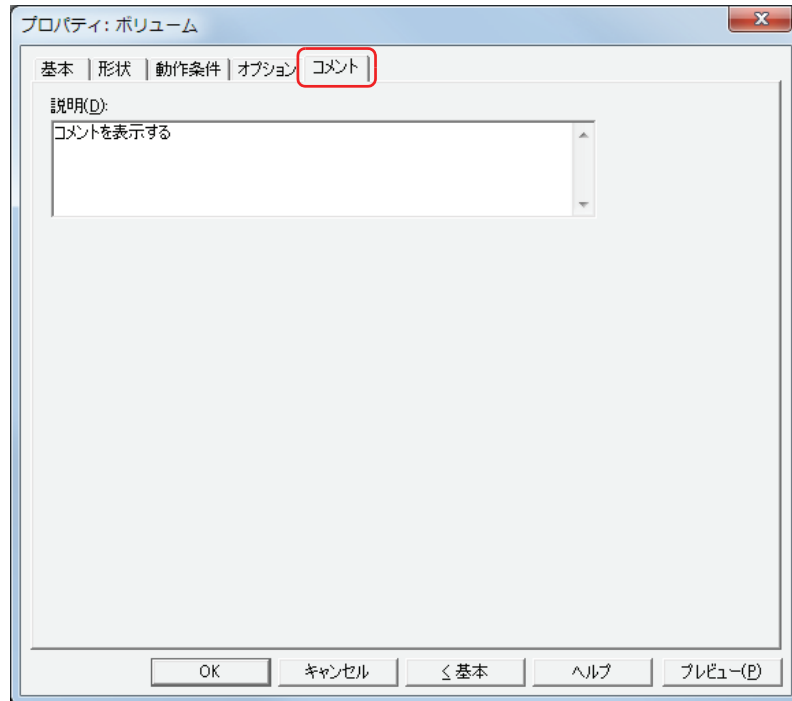 プロパティ: ボリューム
x
基本 形状 動作条件 オプション コメント
説明(D):
コメントを表示する
OK キャンセル <基本 ヘルプ プレビュー(P)